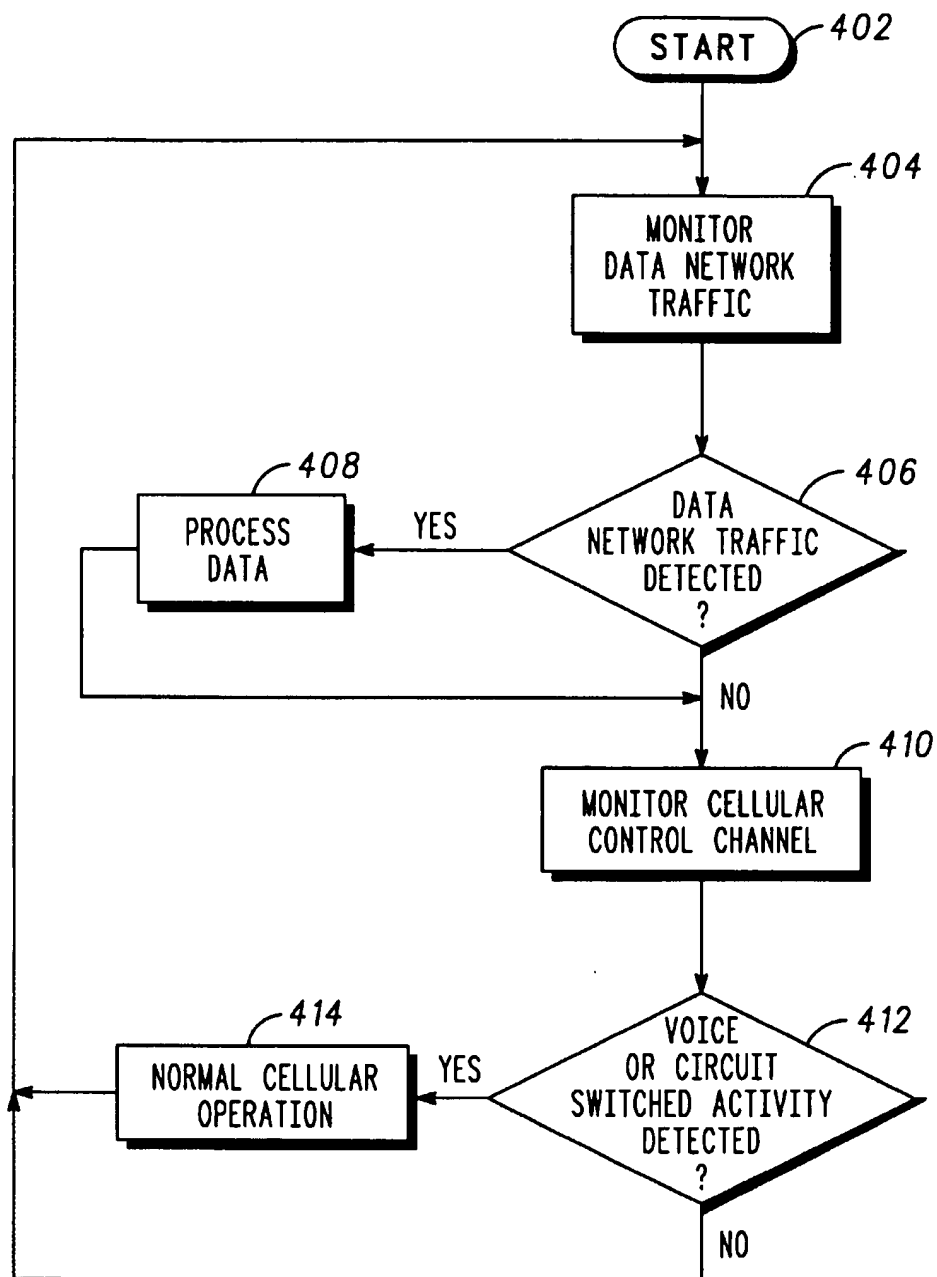 START
402
404
MONITOR
DATA NETWORK
TRAFFIC
408
406
PROCESS
DATA
YES
DATA
NETWORK TRAFFIC
DETECTED
?
NO
410
MONITOR CELLULAR
CONTROL CHANNEL
414
412
NORMAL CELLULAR
OPERATION
YES
VOICE
OR CIRCUIT
SWITCHED ACTIVITY
DETECTED
?
NO